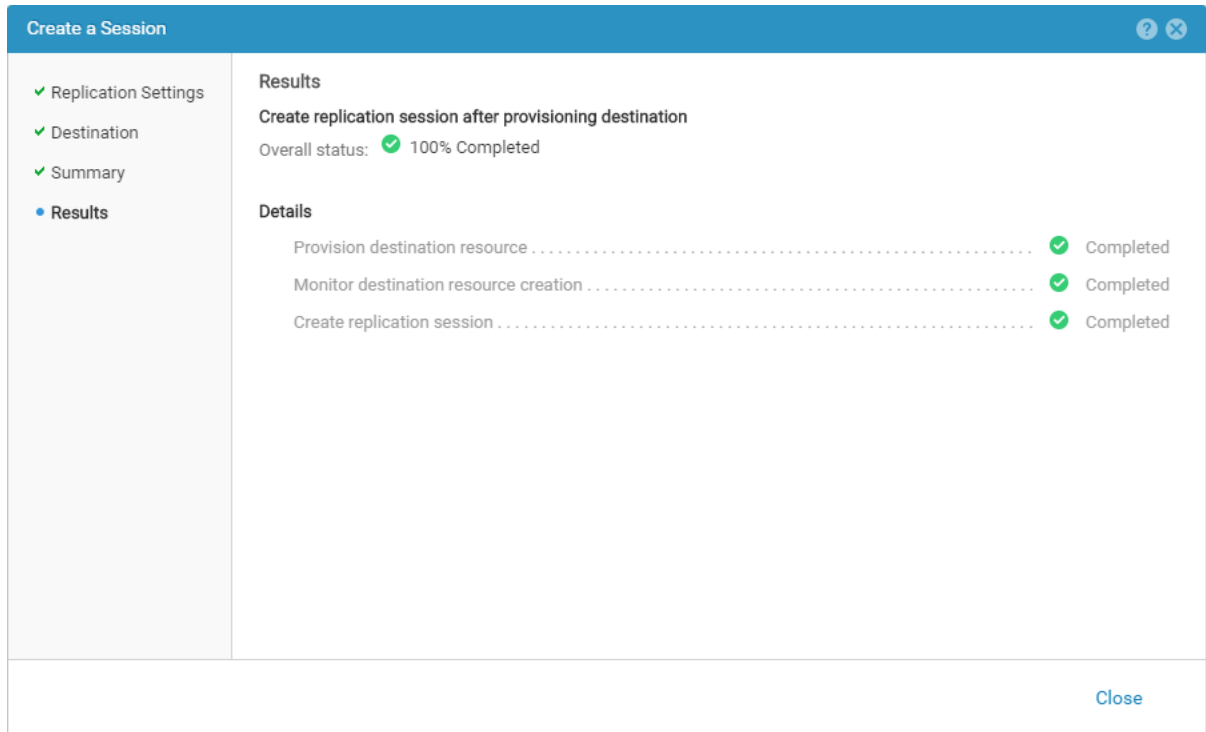 Create a Session
Replication Settings
Destination
Summary
Results
Results
Create replication session after provisioning destination
Overall status: 100% Completed
Details
Provision destination resource . . . . . . . . . . . . . . . . . . . . . . . . . . . . . . . . . . . . . . . . . . . . . . . . . . . . . . . . . Completed
Monitor destination resource creation . . . . . . . . . . . . . . . . . . . . . . . . . . . . . . . . . . . . . . . . . . . . . . . . . . . Completed
Create replication session . . . . . . . . . . . . . . . . . . . . . . . . . . . . . . . . . . . . . . . . . . . . . . . . . . . . . . . . . . . . . Completed
Close